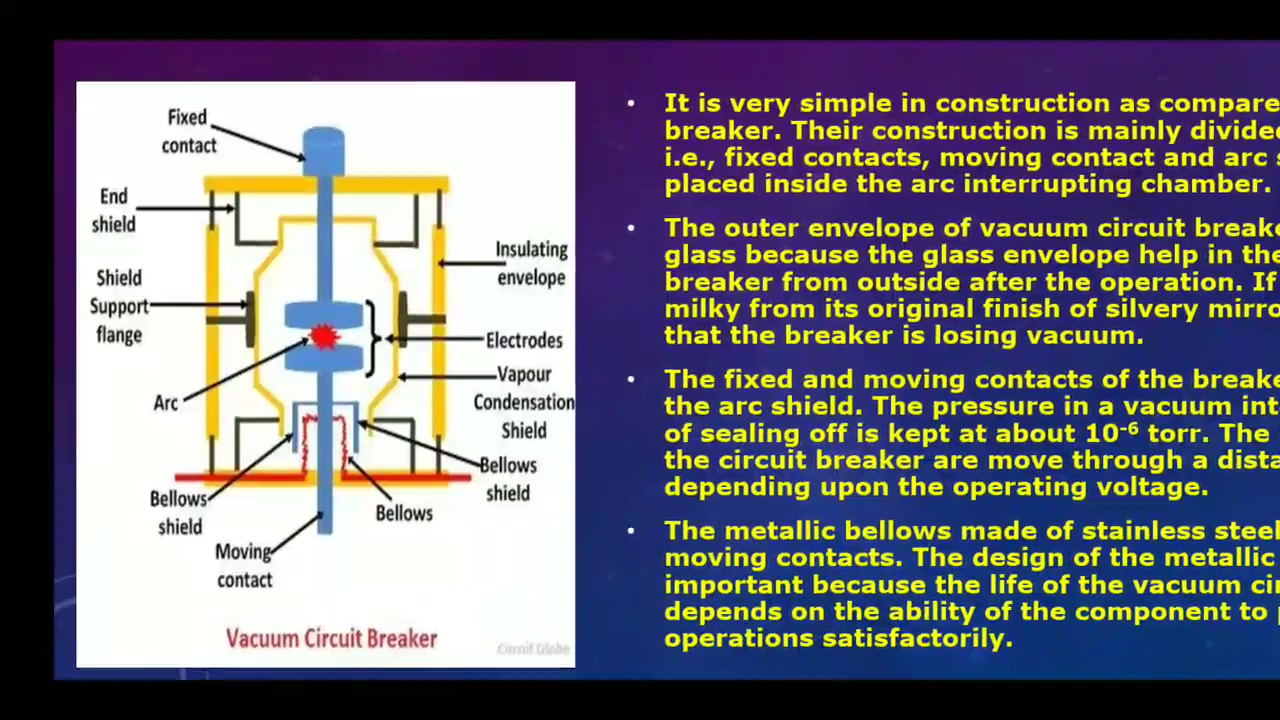 Fixed
contact
End
shield
Shield
Support
flange
Arc
Bellows
shield
Moving
contact
Insulating
envelope
Electrodes
Vapour
Condensation
Shield
Bellows
shield
Bellows
Vacuum Circuit Breaker
Circuit Globe
• It is very simple in construction as compare
breaker. Their construction is mainly divide
i.e., fixed contacts, moving contact and arc s
placed inside the arc interrupting chamber.
• The outer envelope of vacuum circuit breake
glass because the glass envelope help in the
breaker from outside after the operation. If
milky from its original finish of silvery mirro
that the breaker is losing vacuum.
• The fixed and moving contacts of the breake
the arc shield. The pressure in a vacuum int
of sealing off is kept at about 10⁻⁶ torr. The
the circuit breaker are move through a dista
depending upon the operating voltage.
• The metallic bellows made of stainless steel
moving contacts. The design of the metallic
important because the life of the vacuum cir
depends on the ability of the component to p
operations satisfactorily.